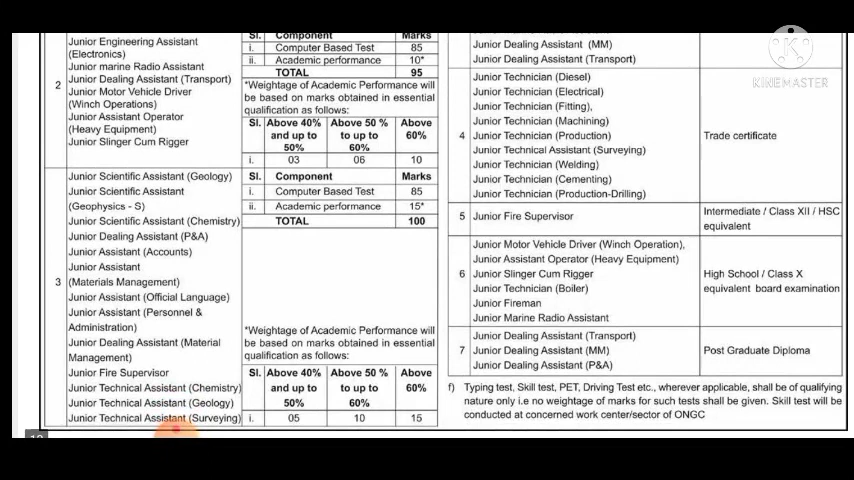 Junior Engineering Assistant
(Electronics)
Junior marine Radio Assistant
2 Junior Dealing Assistant (Transport)
Junior Motor Vehicle Driver
(Winch Operations)
Junior Assistant Operator
(Heavy Equipment)
Junior Slinger Cum Rigger
Sl. Component Marks
i. Computer Based Test 85
ii. Academic performance 10*
TOTAL 95
*Weightage of Academic Performance will
be based on marks obtained in essential
qualification as follows:
Sl. Above 40% and up to 50% Above 50 % to up to 60% Above 60%
i. 03 06 10
3 Junior Scientific Assistant (Geology)
Junior Scientific Assistant
(Geophysics - S)
Junior Scientific Assistant (Chemistry)
Junior Dealing Assistant (P&A)
Junior Assistant (Accounts)
Junior Assistant
(Materials Management)
Junior Assistant (Official Language)
Junior Assistant (Personnel &
Administration)
Junior Dealing Assistant (Material
Management)
Junior Fire Supervisor
Junior Technical Assistant (Chemistry)
Junior Technical Assistant (Geology)
Junior Technical Assistant (Surveying)
Sl. Component Marks
i. Computer Based Test 85
ii. Academic performance 15*
TOTAL 100
*Weightage of Academic Performance will
be based on marks obtained in essential
qualification as follows:
Sl. Above 40% and up to 50% Above 50 % to up to 60% Above 60%
i. 05 10 15
Junior Dealing Assistant (MM)
Junior Dealing Assistant (Transport)
4 Junior Technician (Diesel)
Junior Technician (Electrical)
Junior Technician (Fitting),
Junior Technician (Machining)
Junior Technician (Production)
Junior Technical Assistant (Surveying)
Junior Technician (Welding)
Junior Technician (Cementing)
Junior Technician (Production-Drilling)
Trade certificate
5 Junior Fire Supervisor
Intermediate / Class XII / HSC
equivalent
6 Junior Motor Vehicle Driver (Winch Operation),
Junior Assistant Operator (Heavy Equipment)
Junior Slinger Cum Rigger
Junior Technician (Boiler)
Junior Fireman
Junior Marine Radio Assistant
High School / Class X
equivalent board examination
7 Junior Dealing Assistant (Transport)
Junior Dealing Assistant (MM)
Junior Dealing Assistant (P&A)
Post Graduate Diploma
f) Typing test, Skill test, PET, Driving Test etc., wherever applicable, shall be of qualifying
nature only i.e no weightage of marks for such tests shall be given. Skill test will be
conducted at concerned work center/sector of ONGC
KINEMASTER